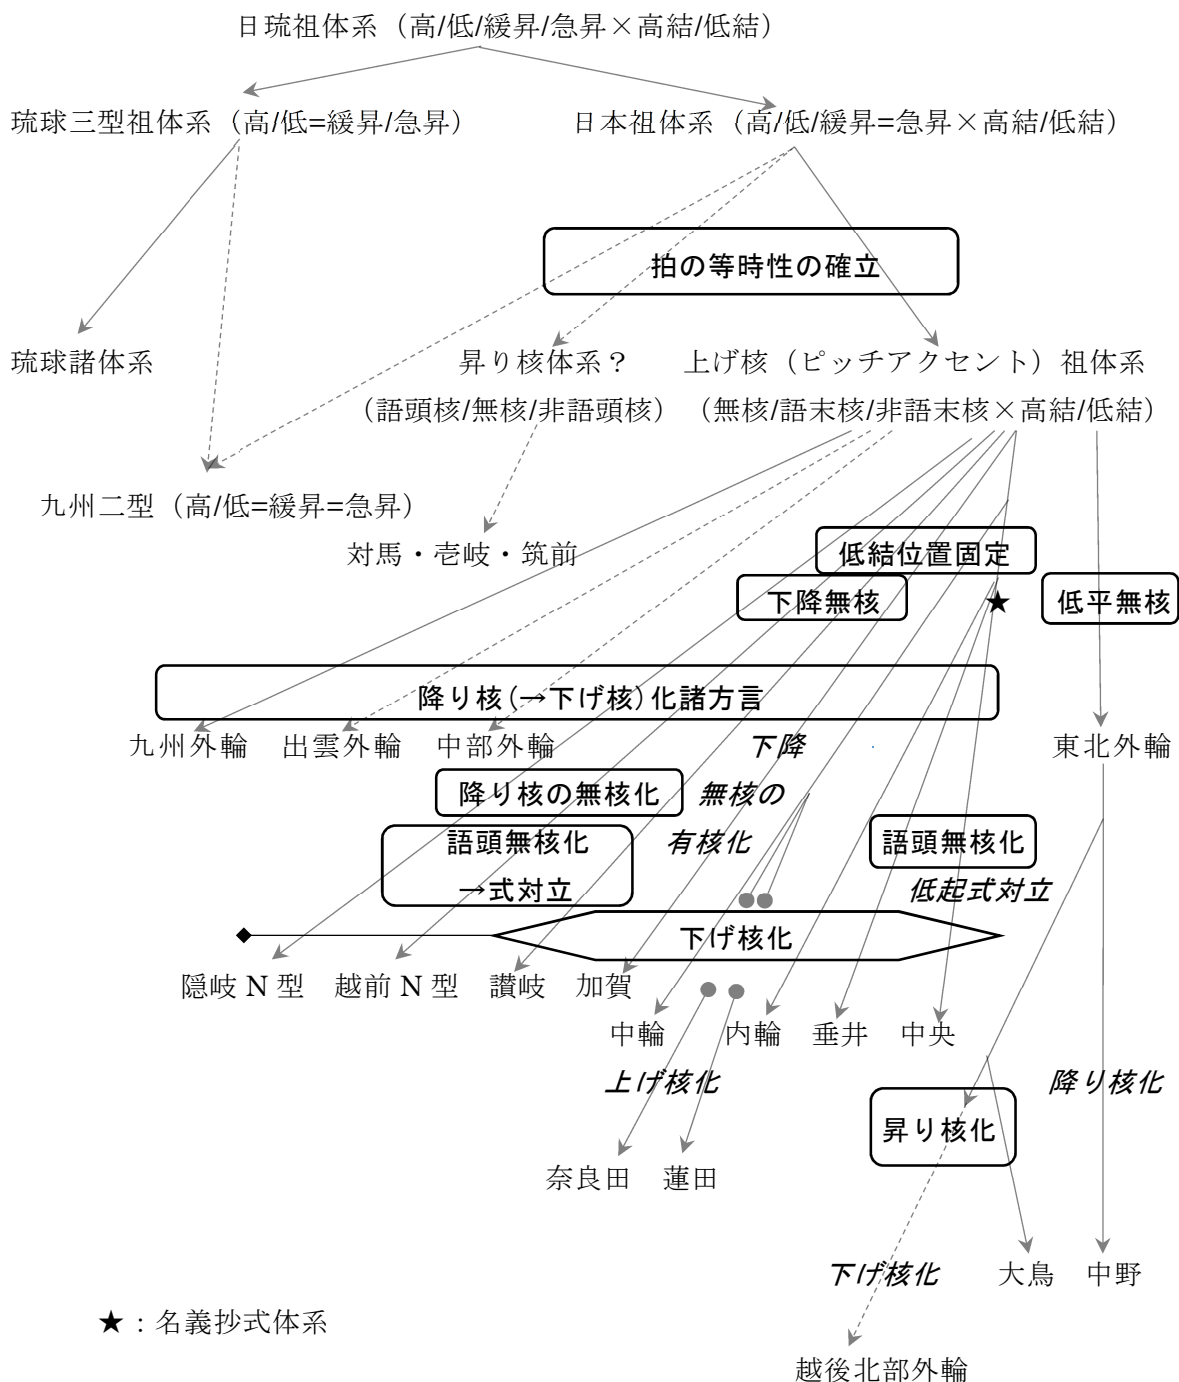 日琉祖体系（高/低/緩昇/急昇×高結/低結）
琉球三型祖体系（高/低=緩昇/急昇）
日本祖体系（高/低/緩昇=急昇×高結/低結）
拍の等時性の確立
琉球諸体系
昇り核体系？
上げ核（ピッチアクセント）祖体系
（語頭核/無核/非語頭核）
（無核/語末核/非語末核×高結/低結）
九州二型（高/低=緩昇=急昇）
対馬・壱岐・筑前
低結位置固定
下降無核
★
低平無核
降り核(→下げ核)化諸方言
九州外輪
出雲外輪
中部外輪
下降
無核の
有核化
東北外輪
降り核の無核化
語頭無核化
→式対立
語頭無核化
低起式対立
下げ核化
隠岐 N 型
越前 N 型
讃岐
加賀
中輪
内輪
垂井
中央
上げ核化
降り核化
昇り核化
奈良田
蓮田
下げ核化
大鳥
中野
★：名義抄式体系
越後北部外輪